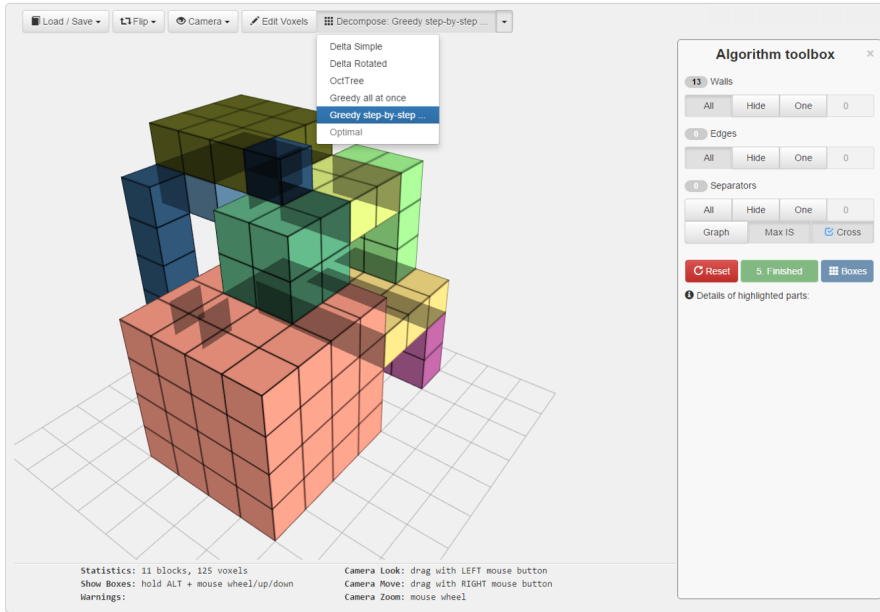 Load / Save Flip Camera Edit Voxels Decompose: Greedy step-by-step ...
Delta Simple
Delta Rotated
OctTree
Greedy all at once
Greedy step-by-step ...
Optimal
Algorithm toolbox ×
13 Walls
All Hide One 0
0 Edges
All Hide One 0
0 Separators
All Hide One 0
Graph Max IS Cross
Reset 5. Finished Boxes
Details of highlighted parts:
Statistics: 11 blocks, 125 voxels
Show Boxes: hold ALT + mouse wheel/up/down
Warnings:
Camera Look: drag with LEFT mouse button
Camera Move: drag with RIGHT mouse button
Camera Zoom: mouse wheel